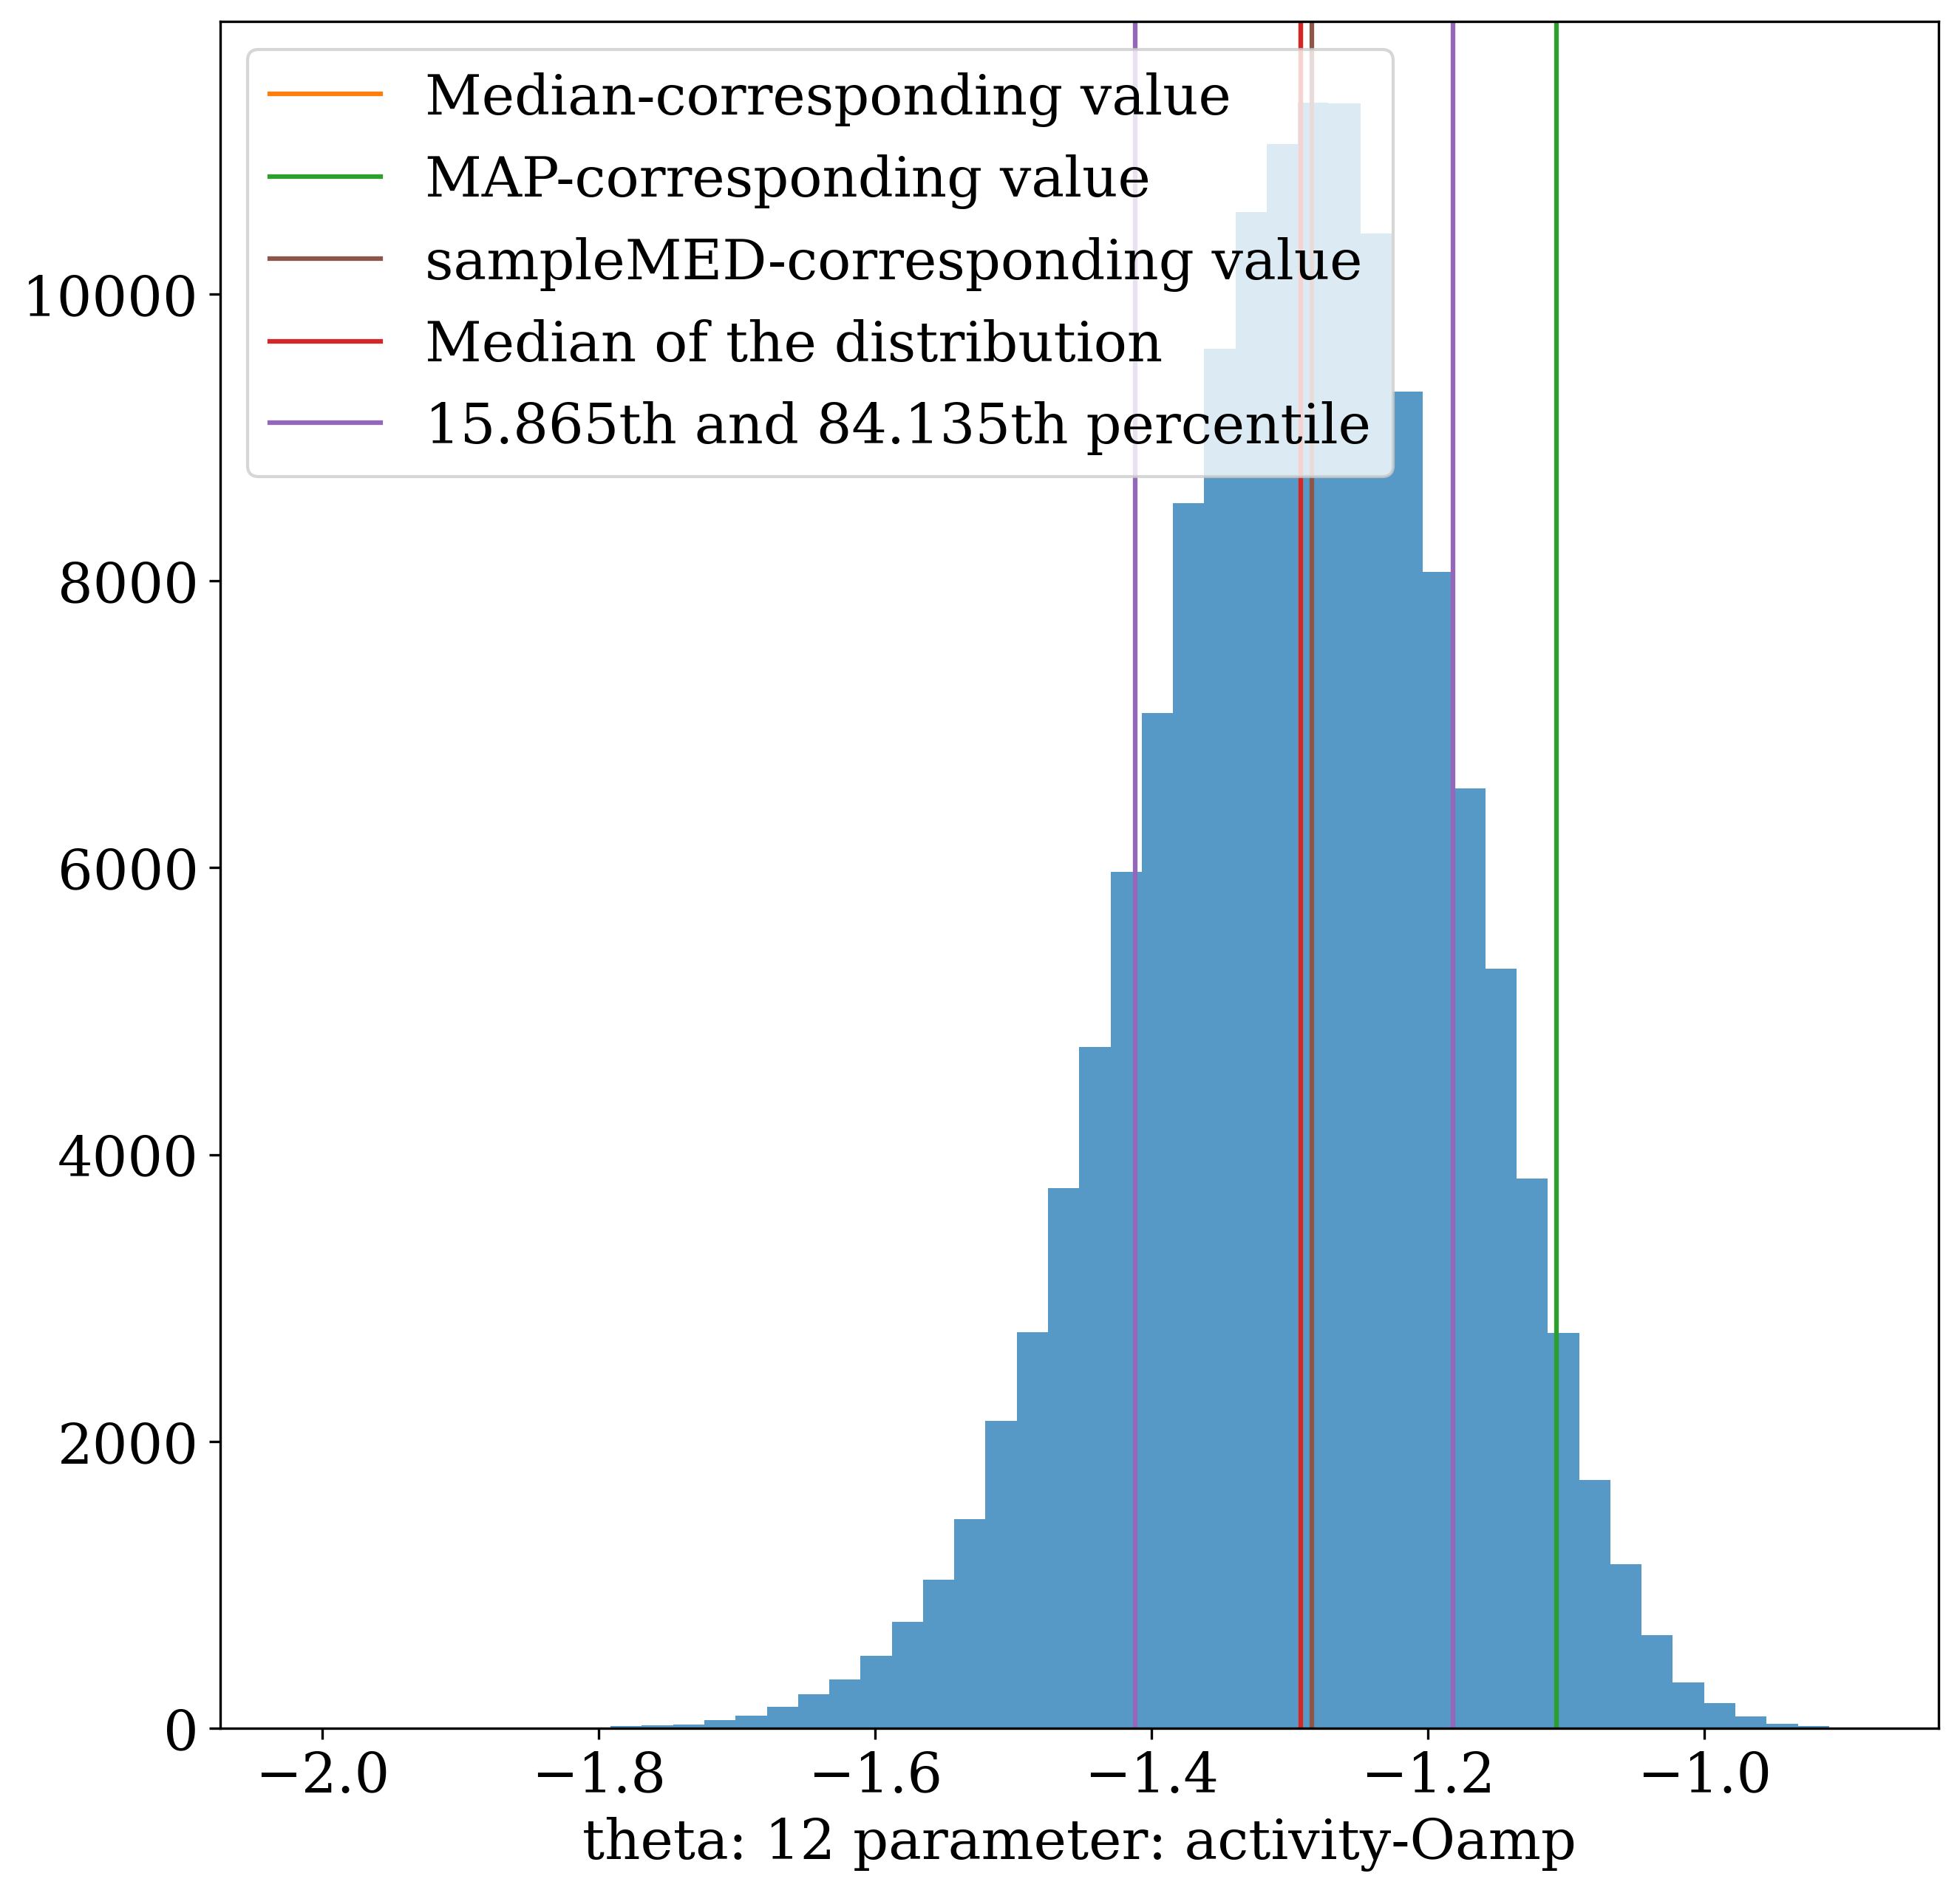 Median-corresponding value
MAP-corresponding value
sampleMED-corresponding value
Median of the distribution
15.865th and 84.135th percentile
10000
8000
6000
4000
2000
0
−2.0 −1.8 −1.6 −1.4 −1.2 −1.0
theta: 12 parameter: activity-Oamp